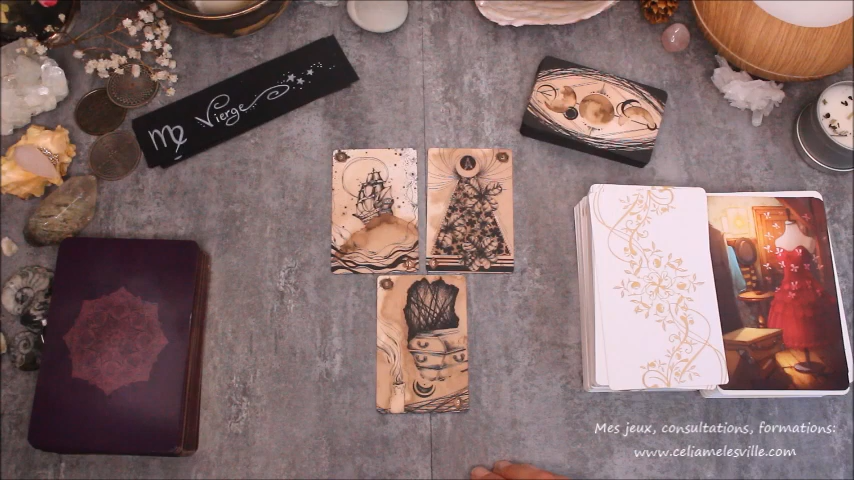 ♍ Vierge
Mes jeux, consultations, formations:
www.celiamelesville.com